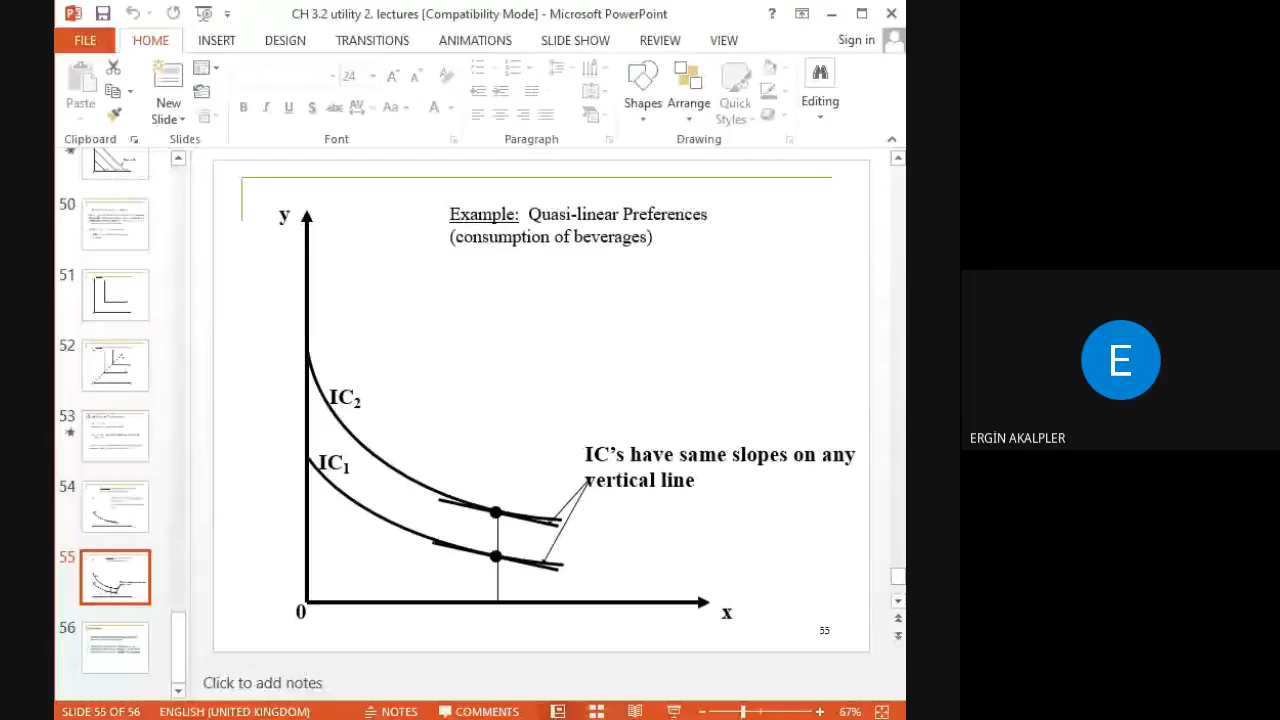 CH 3.2 utility 2. lectures [Compatibility Mode] - Microsoft PowerPoint
?
FILE HOME INSERT DESIGN TRANSITIONS ANIMATIONS SLIDE SHOW REVIEW VIEW Sign in
24
Paste New Slide Shapes Arrange Quick Styles Editing
B I U S abc AV Aa A
Clipboard Slides Font Paragraph Drawing
50
51
52
53
54
55
56
y
Example: Quasi-linear Preferences
(consumption of beverages)
IC2
IC1
IC's have same slopes on any
vertical line
0
x
55
Click to add notes
SLIDE 55 OF 56 ENGLISH (UNITED KINGDOM) NOTES COMMENTS 67%
E
ERGİN AKALPLER